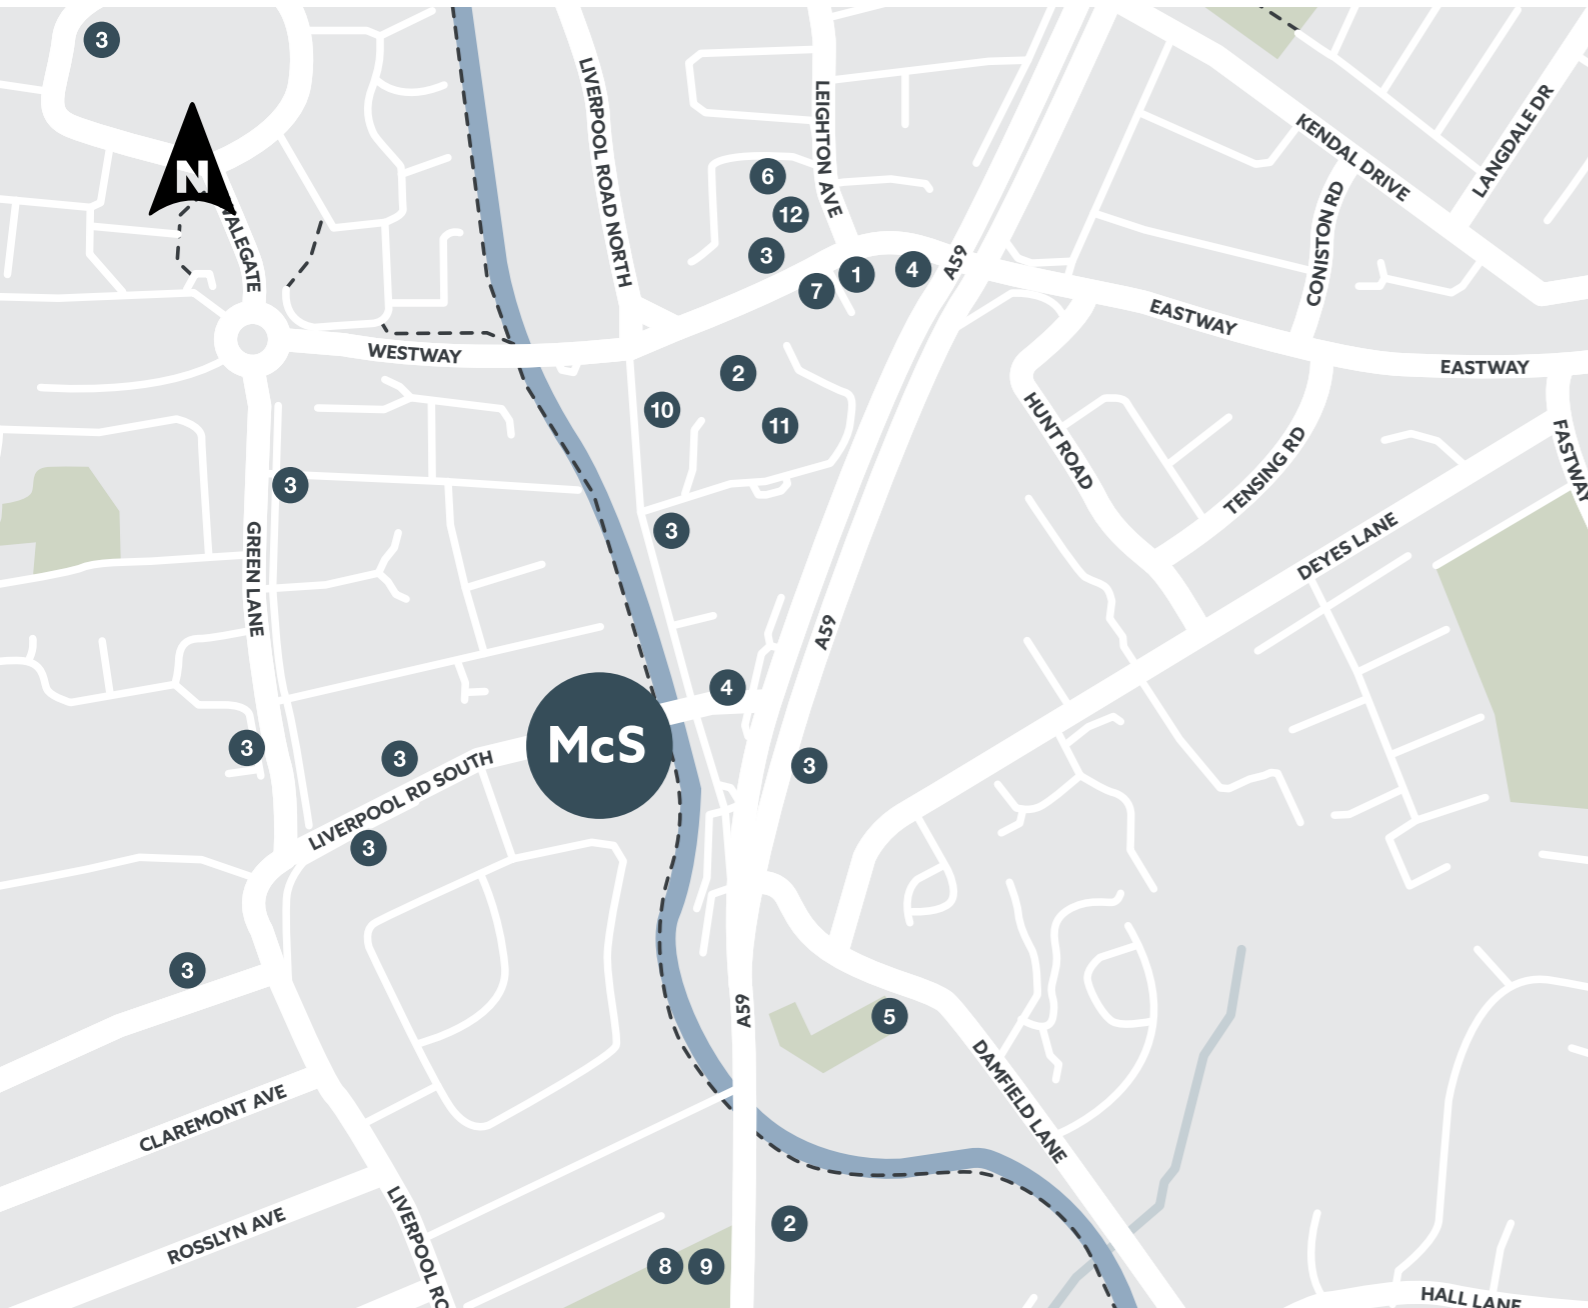 3
N
LIVERPOOL ROAD NORTH
LEIGHTON AVE
KENDAL DRIVE
LANGDALE DR
CONISTON RD
6
12
3
7
1
4
A59
ALEGATE
WESTWAY
EASTWAY
EASTWAY
2
10
11
HUNT ROAD
TENSING RD
FASTWAY
3
3
GREEN LANE
DEYES LANE
A59
4
McS
3
3
3
LIVERPOOL RD SOUTH
3
3
A59
5
DAMFIELD LANE
CLAREMONT AVE
ROSSLYN AVE
LIVERPOOL RO
2
8
9
HALL LANE